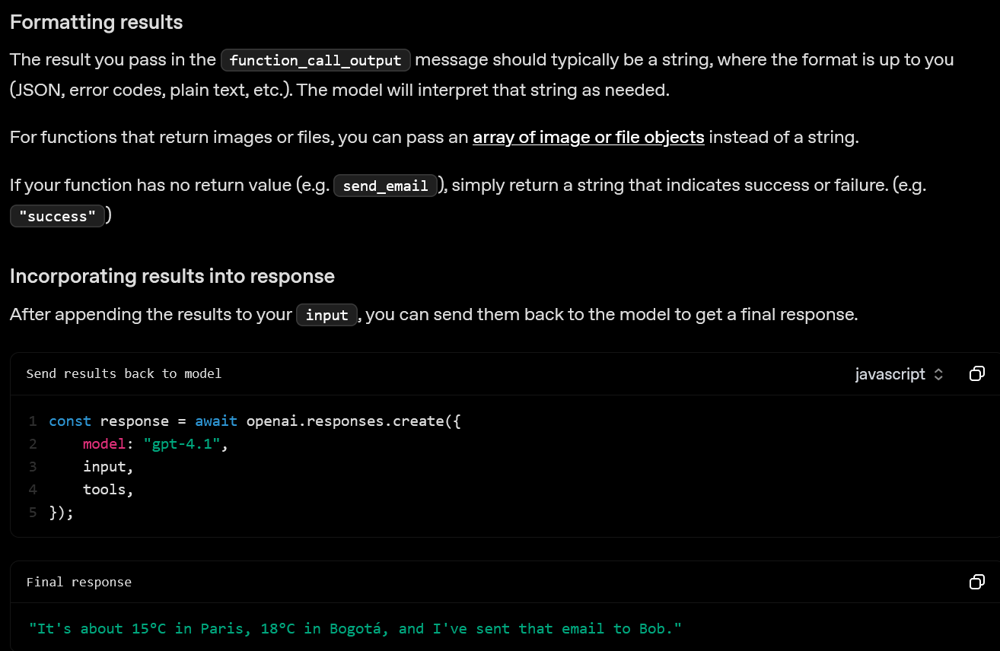 Formatting results
The result you pass in the function_call_output message should typically be a string, where the format is up to you
(JSON, error codes, plain text, etc.). The model will interpret that string as needed.
For functions that return images or files, you can pass an array of image or file objects instead of a string.
If your function has no return value (e.g. send_email), simply return a string that indicates success or failure. (e.g.
"success")
Incorporating results into response
After appending the results to your input, you can send them back to the model to get a final response.
Send results back to model javascript
1 const response = await openai.responses.create({
2     model: "gpt-4.1",
3     input,
4     tools,
5 });
Final response
"It's about 15°C in Paris, 18°C in Bogotá, and I've sent that email to Bob."